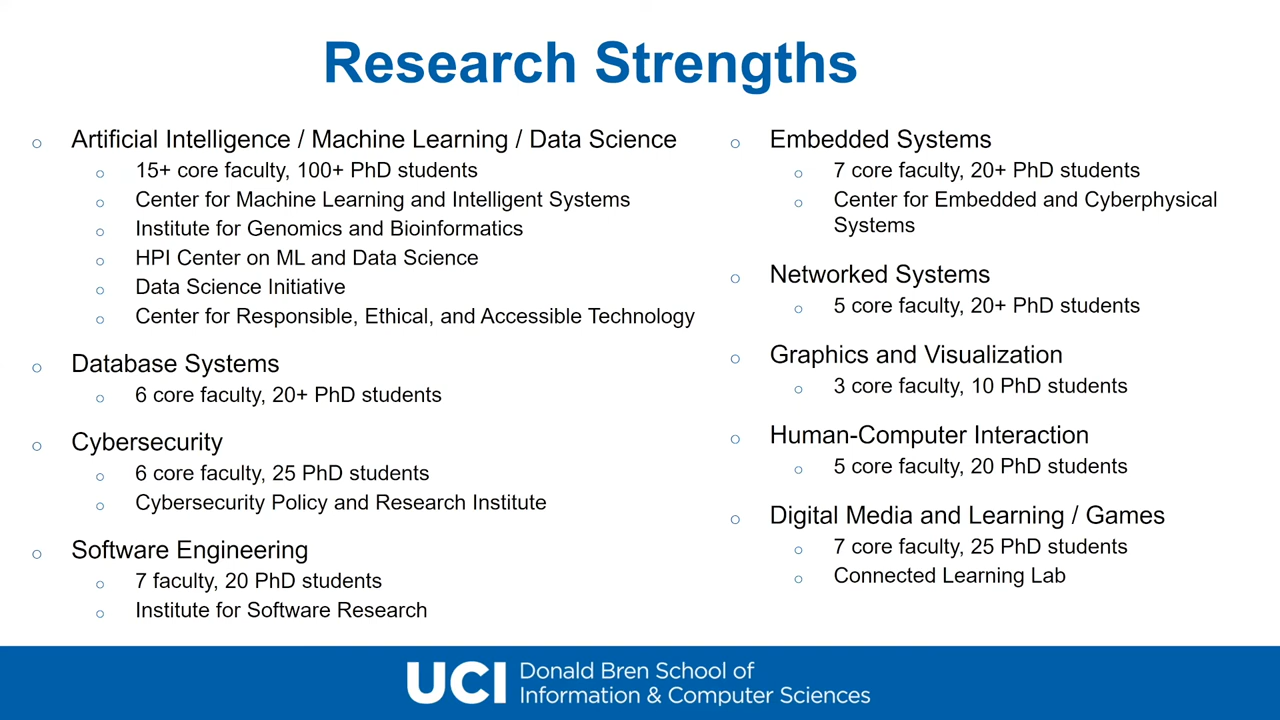 Research Strengths
Artificial Intelligence / Machine Learning / Data Science
15+ core faculty, 100+ PhD students
Center for Machine Learning and Intelligent Systems
Institute for Genomics and Bioinformatics
HPI Center on ML and Data Science
Data Science Initiative
Center for Responsible, Ethical, and Accessible Technology
Database Systems
6 core faculty, 20+ PhD students
Cybersecurity
6 core faculty, 25 PhD students
Cybersecurity Policy and Research Institute
Software Engineering
7 faculty, 20 PhD students
Institute for Software Research
Embedded Systems
7 core faculty, 20+ PhD students
Center for Embedded and Cyberphysical
Systems
Networked Systems
5 core faculty, 20+ PhD students
Graphics and Visualization
3 core faculty, 10 PhD students
Human-Computer Interaction
5 core faculty, 20 PhD students
Digital Media and Learning / Games
7 core faculty, 25 PhD students
Connected Learning Lab
UCI
Donald Bren School of
Information & Computer Sciences